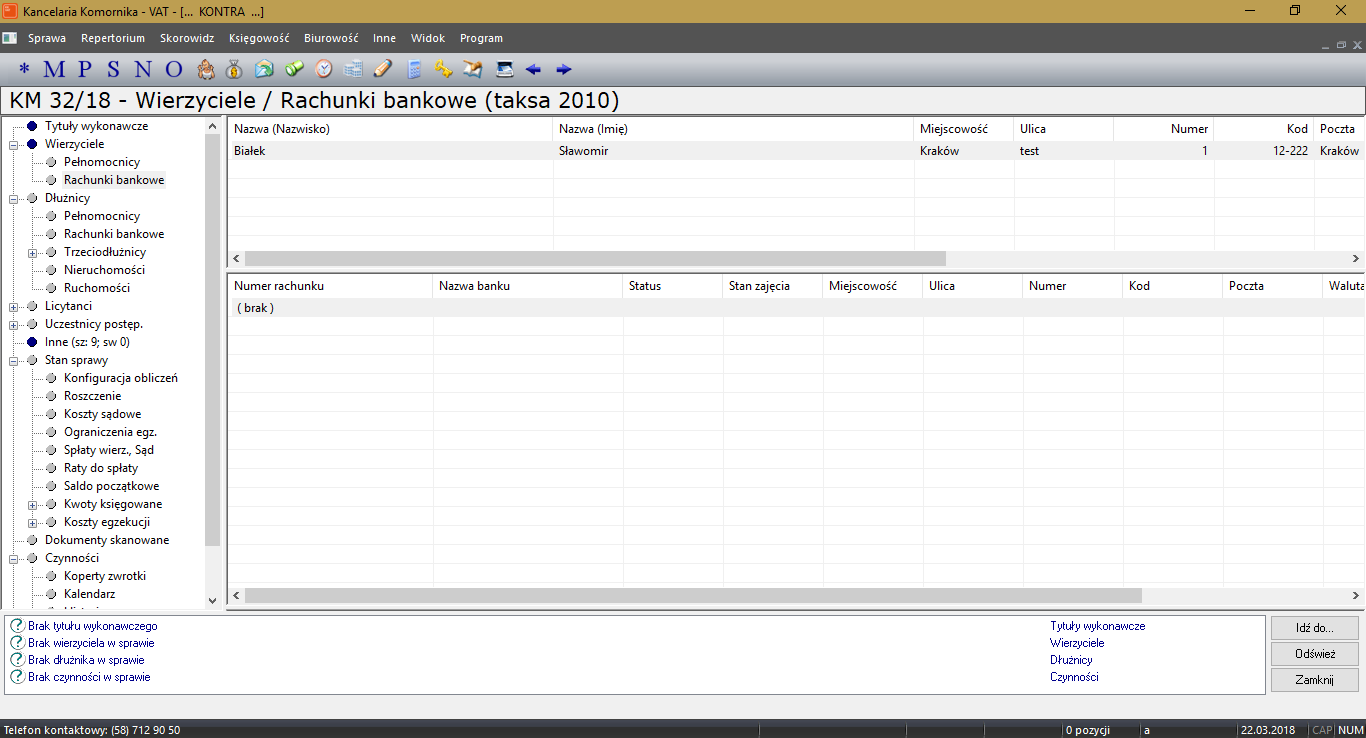 Kancelaria Komornika - VAT - [... KONTRA ...]
Sprawa Repertorium Skorowidz Księgowość Biurowość Inne Widok Program
* M P S N O
KM 32/18 - Wierzyciele / Rachunki bankowe (taksa 2010)
Tytuły wykonawcze
Wierzyciele
Pełnomocnicy
Rachunki bankowe
Dłużnicy
Pełnomocnicy
Rachunki bankowe
Trzeciodłużnicy
Nieruchomości
Ruchomości
Licytanci
Uczestnicy postęp.
Inne (sz: 9; sw 0)
Stan sprawy
Konfiguracja obliczeń
Roszczenie
Koszty sądowe
Ograniczenia egz.
Spłaty wierz., Sąd
Raty do spłaty
Saldo początkowe
Kwoty księgowane
Koszty egzekucji
Dokumenty skanowane
Czynności
Koperty zwrotki
Kalendarz
Nazwa (Nazwisko) Nazwa (Imię) Miejscowość Ulica Numer Kod Poczta
Białek Sławomir Kraków test 1 12-222 Kraków
Numer rachunku Nazwa banku Status Stan zajęcia Miejscowość Ulica Numer Kod Poczta Waluta
( brak )
Brak tytułu wykonawczego Tytuły wykonawcze
Brak wierzyciela w sprawie Wierzyciele
Brak dłużnika w sprawie Dłużnicy
Brak czynności w sprawie Czynności
Idź do...
Odśwież
Zamknij
Telefon kontaktowy: (58) 712 90 50 0 pozycji a 22.03.2018 CAP NUM